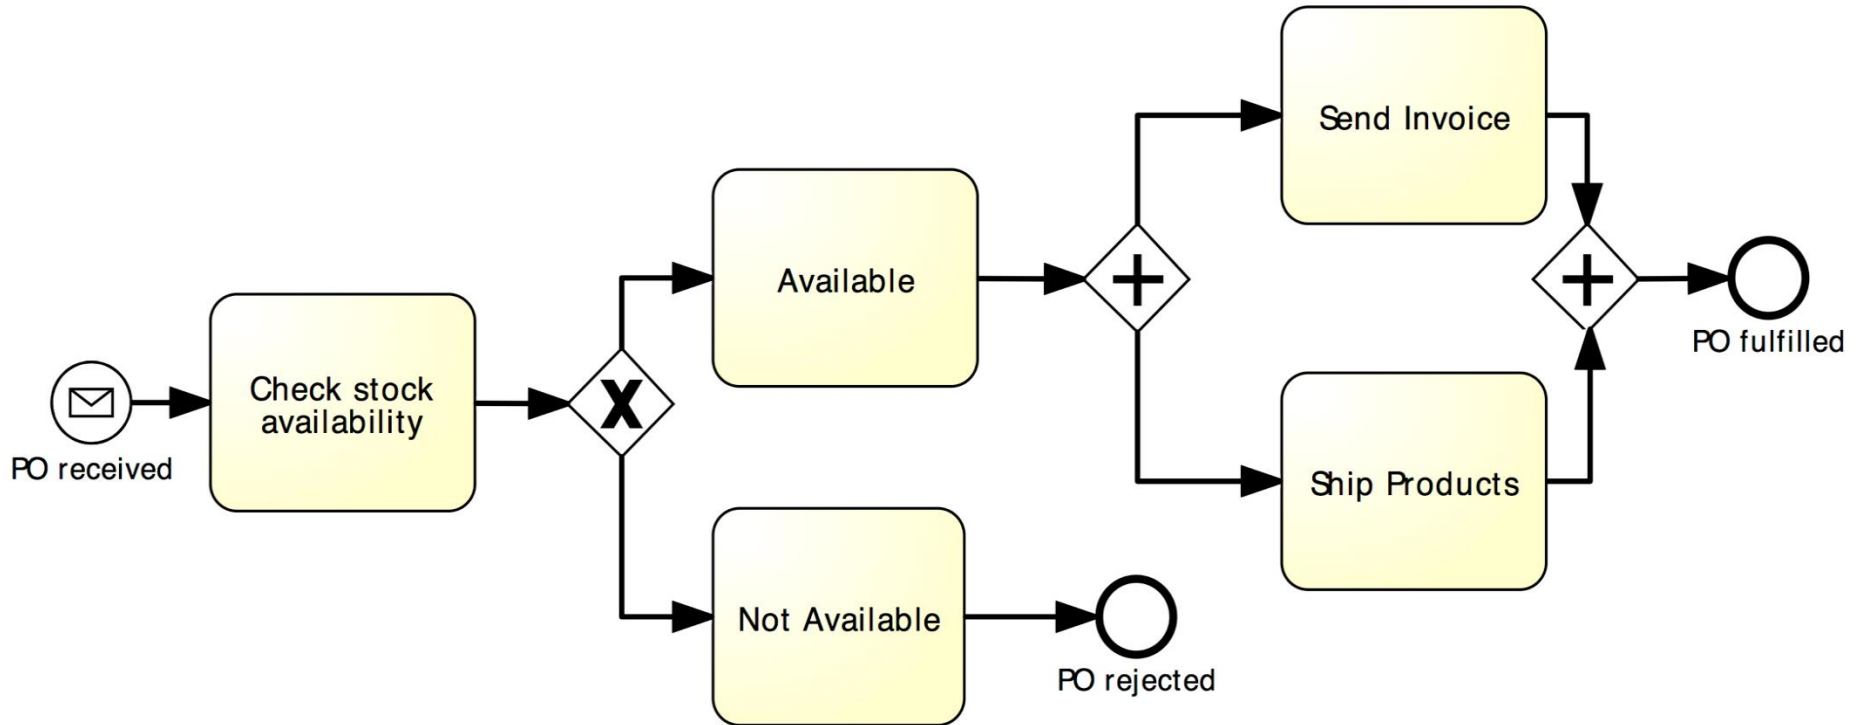 PO received
Check stock
availability
X
Available
Not Available
PO rejected
Send Invoice
Ship Products
PO fulfilled